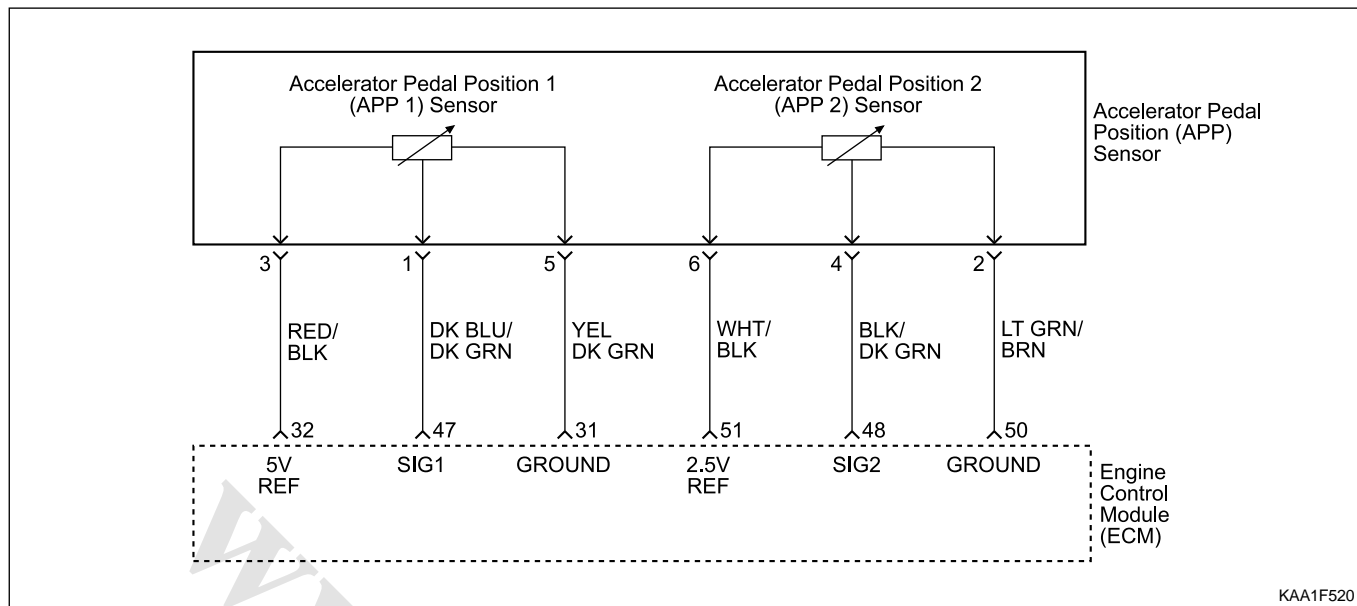 Accelerator Pedal Position 1
(APP 1) Sensor
Accelerator Pedal Position 2
(APP 2) Sensor
Accelerator Pedal
Position (APP)
Sensor
3
1
5
6
4
2
RED/
BLK
DK BLU/
DK GRN
YEL
DK GRN
WHT/
BLK
BLK/
DK GRN
LT GRN/
BRN
32
47
31
51
48
50
5V
REF
SIG1
GROUND
2.5V
REF
SIG2
GROUND
Engine
Control
Module
(ECM)
KAA1F520